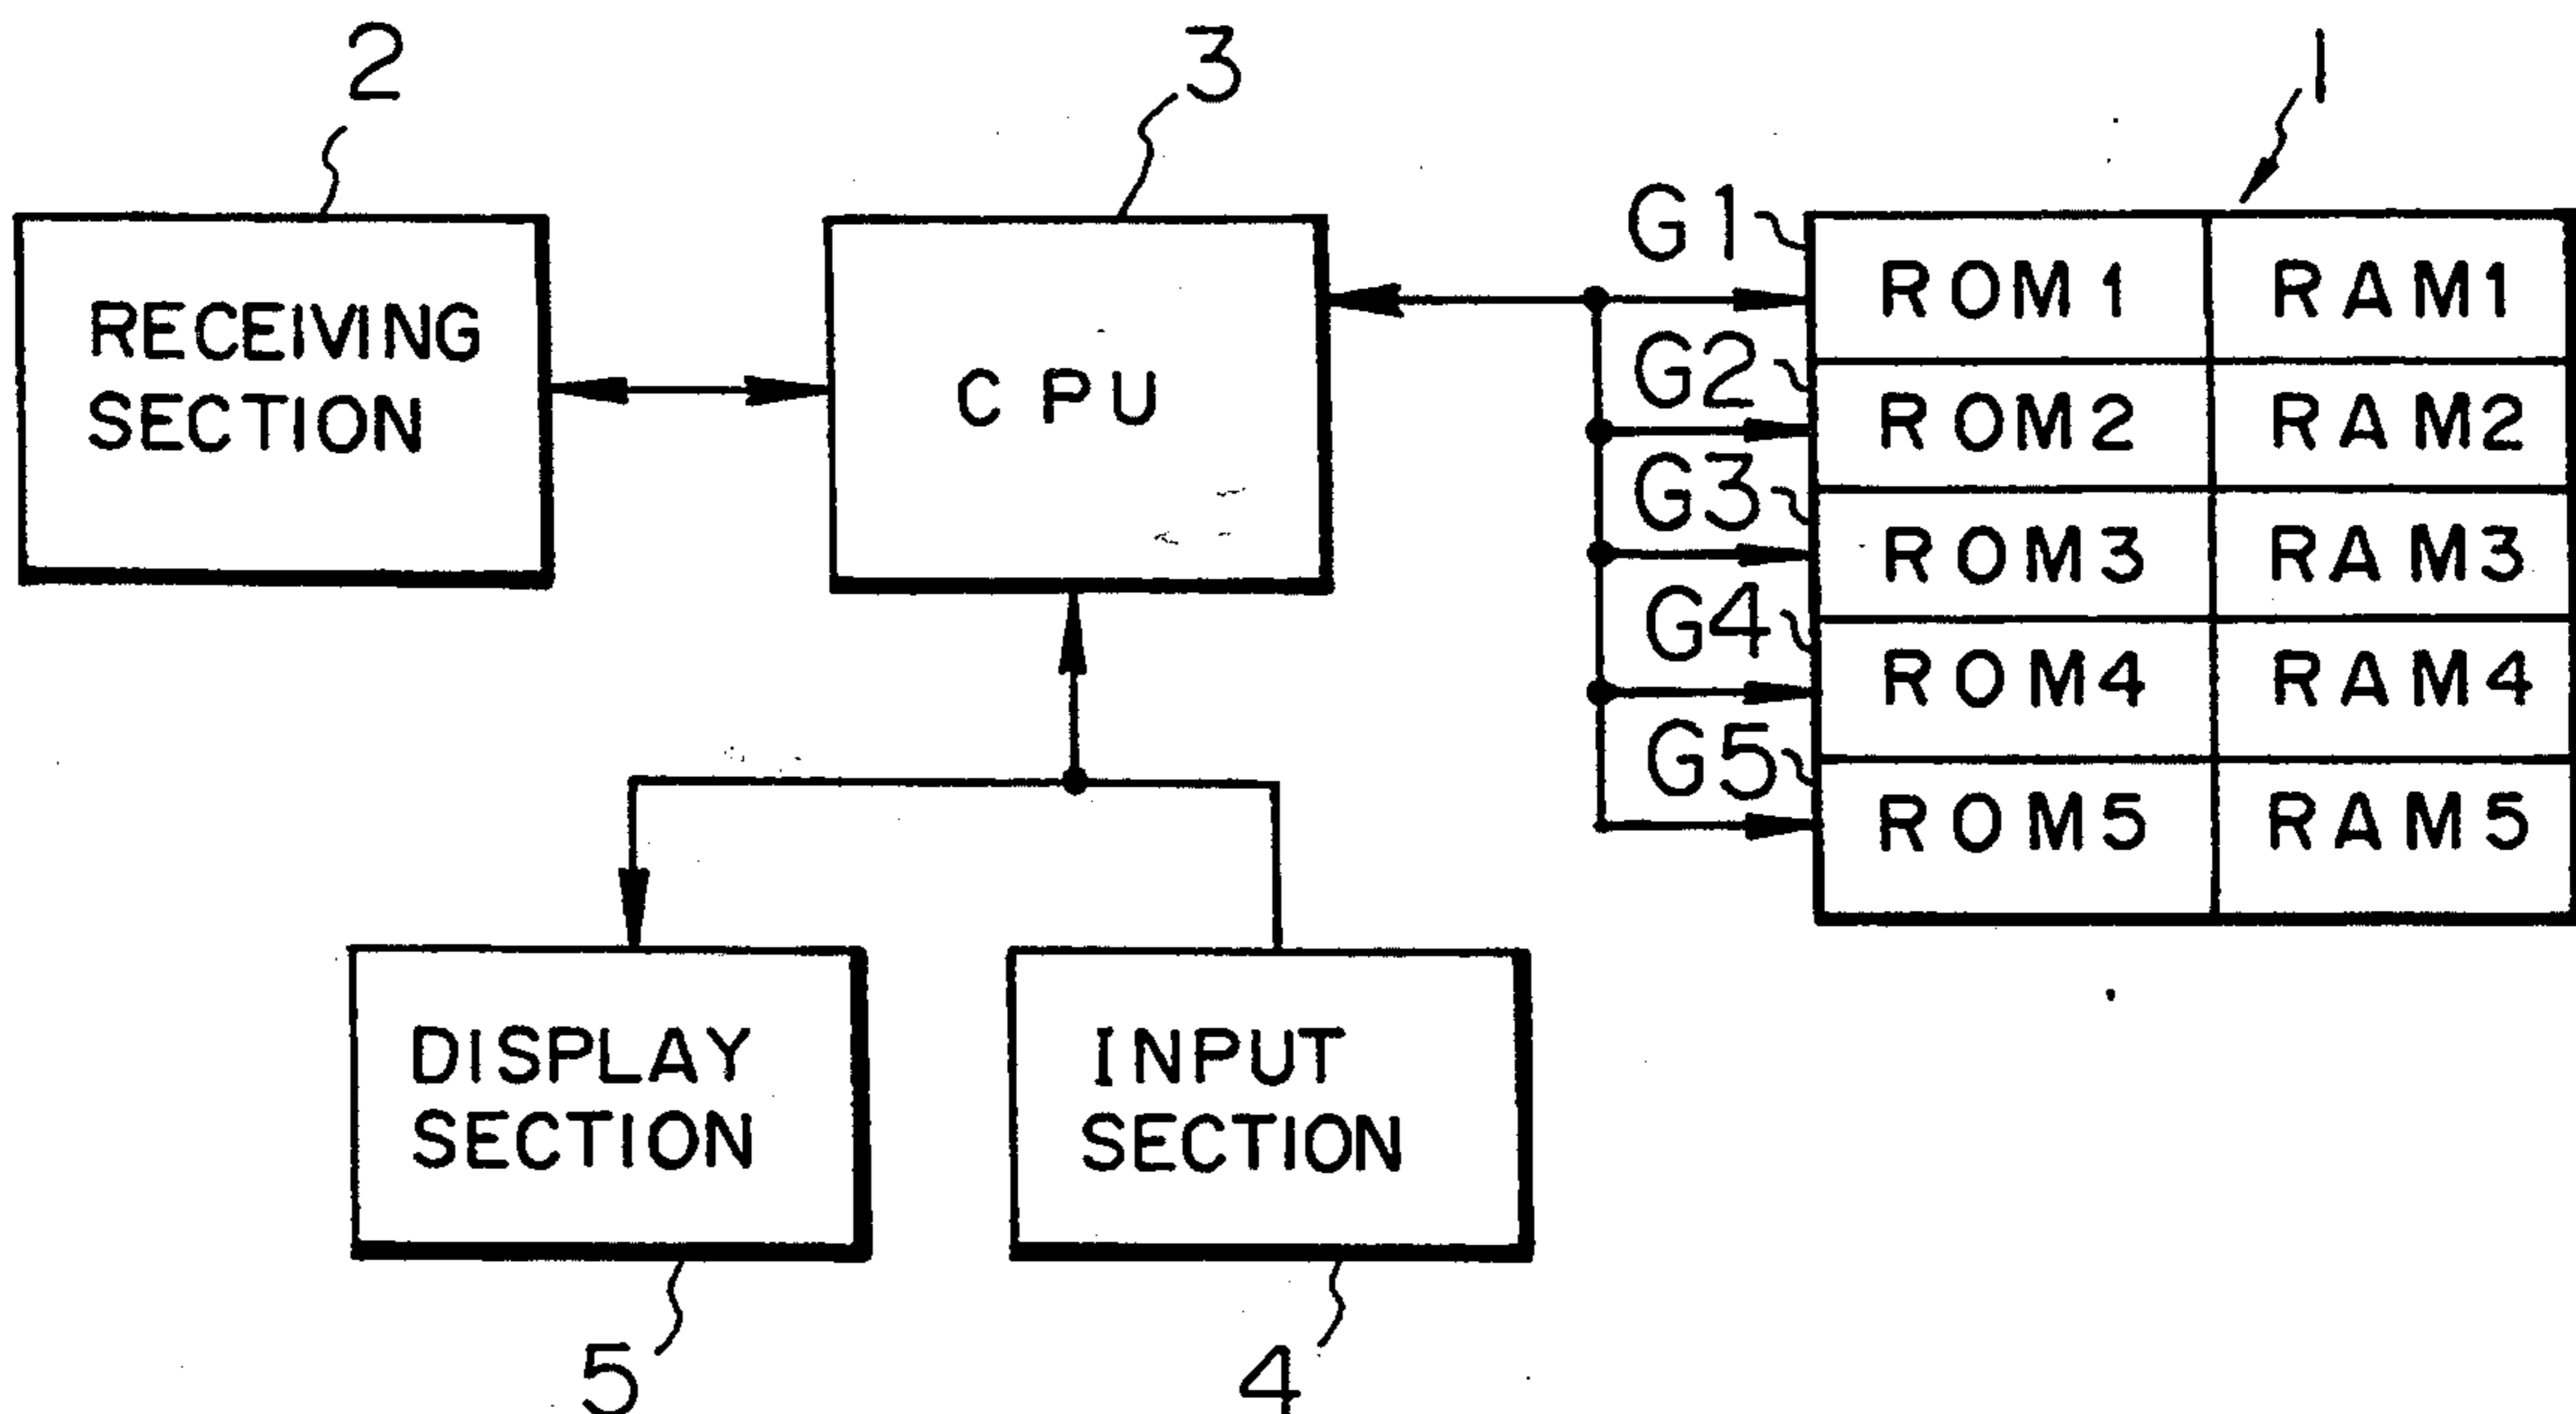 2
3
1
RECEIVING
SECTION
CPU
G1
ROM1 RAM1
G2
ROM2 RAM2
G3
ROM3 RAM3
G4
ROM4 RAM4
G5
ROM5 RAM5
DISPLAY
SECTION
INPUT
SECTION
5
4